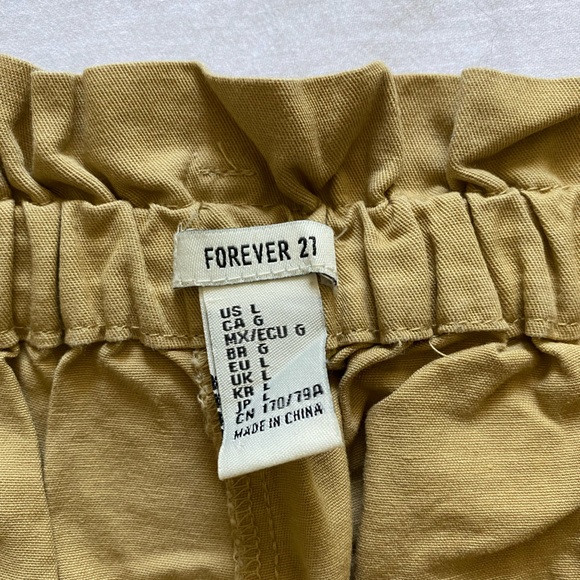 FOREVER 21
US L
CA G
MX/ECU G
BR G
EU L
UK L
KR L
JP L
CN 170/79A
MADE IN CHINA